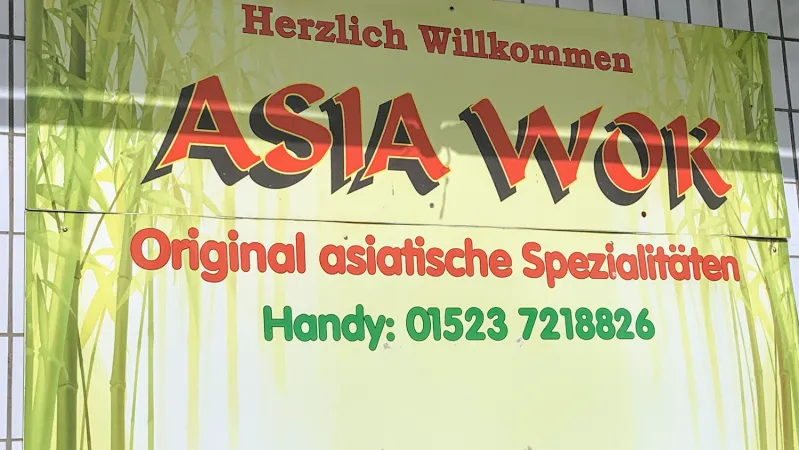 Herzlich Willkommen
ASIA WOK
Original asiatische Spezialitäten
Handy: 01523 7218826